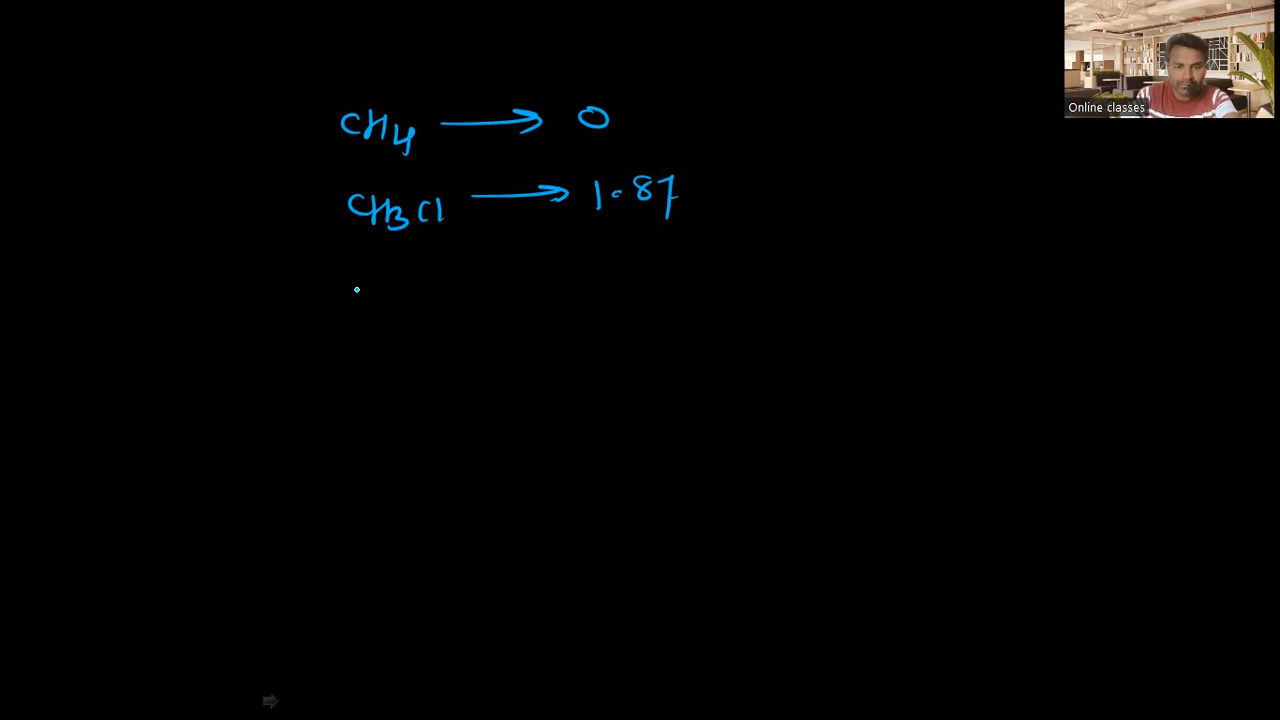 Online classes
CH4 ⟶ 0
CH3Cl ⟶ 1.87